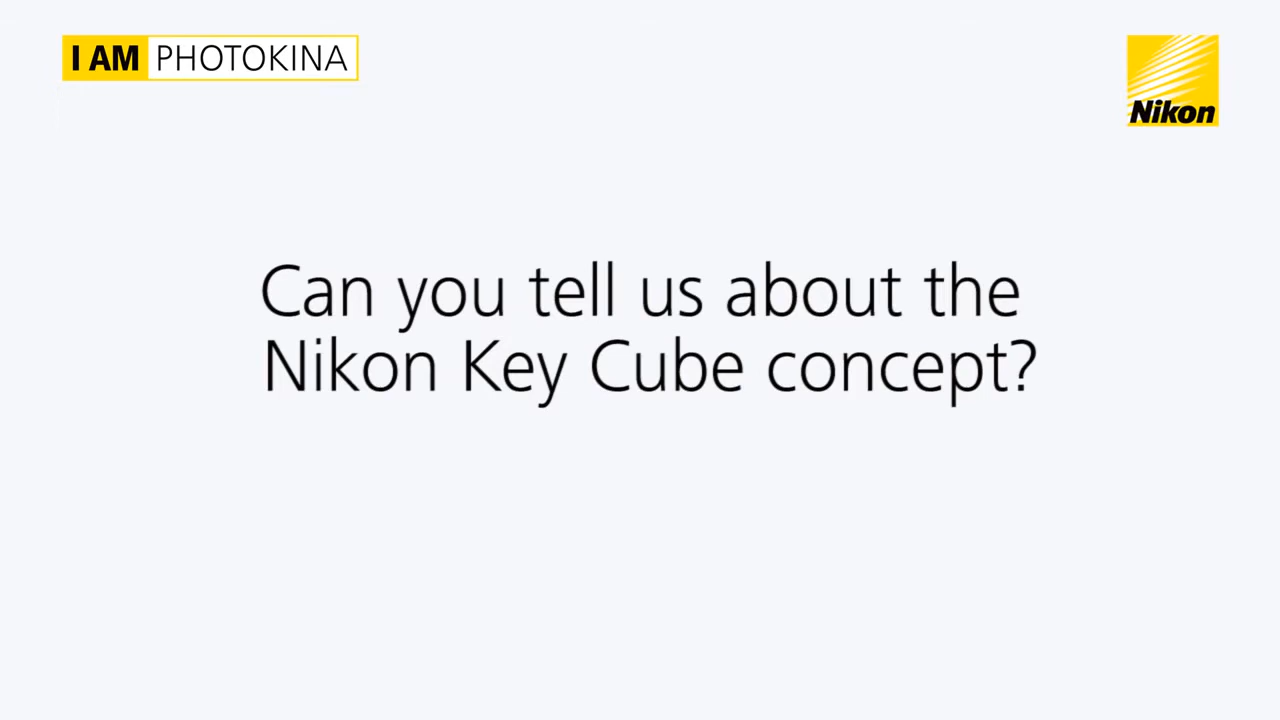 I AM PHOTOKINA
Nikon
Can you tell us about the
Nikon Key Cube concept?